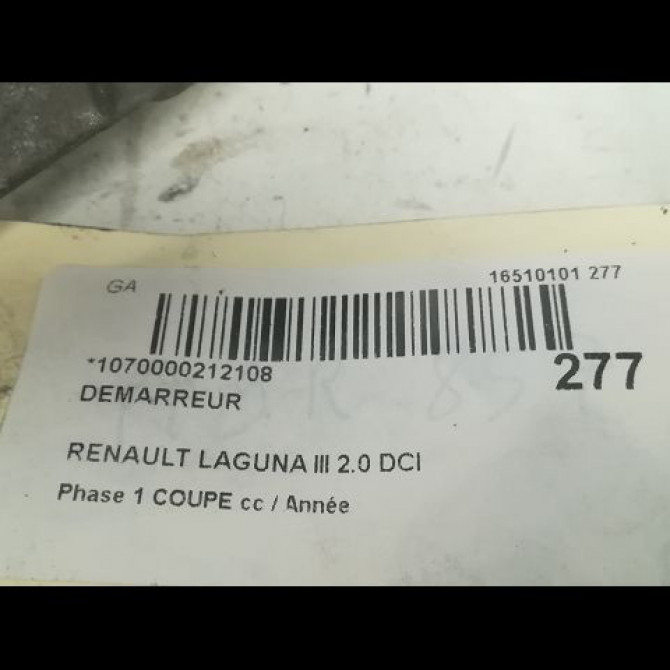 GA
16510101 277
*1070000212108
277
DEMARREUR
RENAULT LAGUNA III 2.0 DCI
Phase 1 COUPE cc / Année